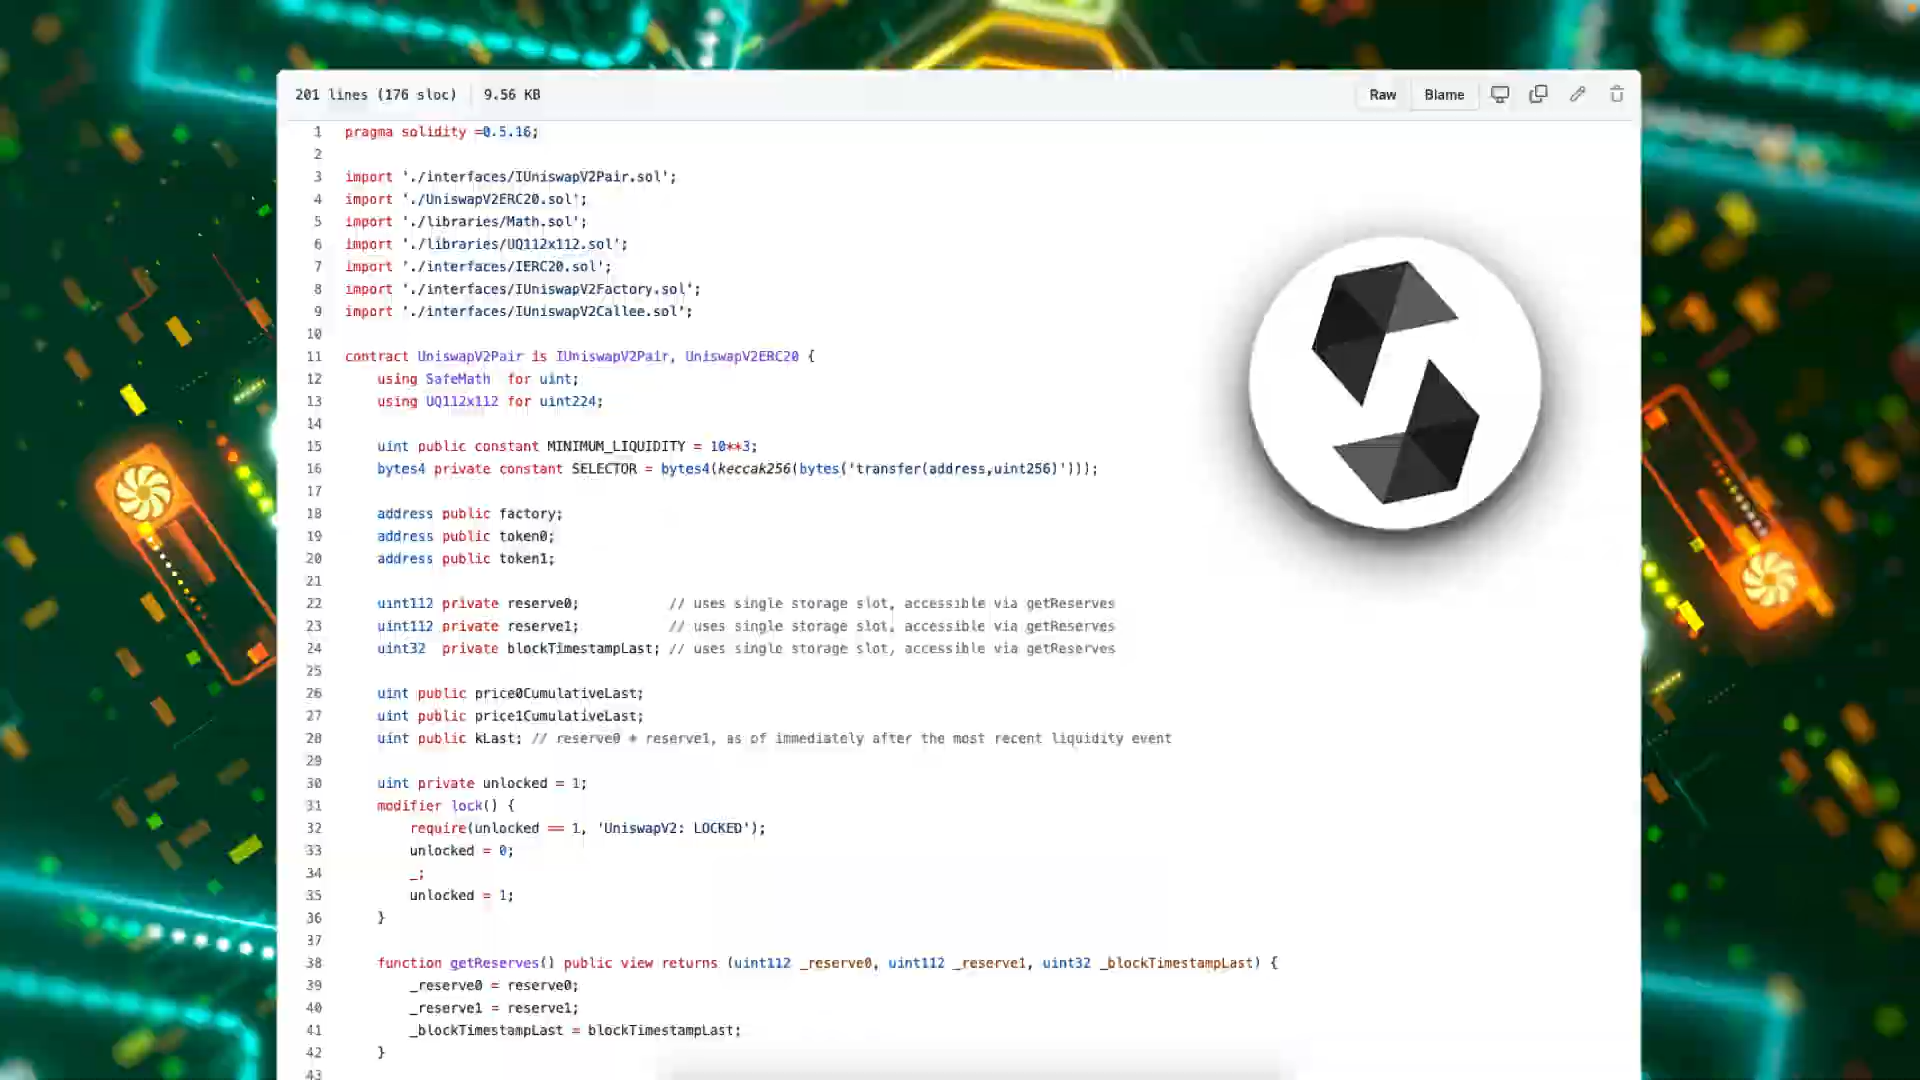 201 lines (176 sloc) 9.56 KB Raw Blame
1 pragma solidity =0.5.16;
2
3 import './interfaces/IUniswapV2Pair.sol';
4 import './UniswapV2ERC20.sol';
5 import './libraries/Math.sol';
6 import './libraries/UQ112x112.sol';
7 import './interfaces/IERC20.sol';
8 import './interfaces/IUniswapV2Factory.sol';
9 import './interfaces/IUniswapV2Callee.sol';
10
11 contract UniswapV2Pair is IUniswapV2Pair, UniswapV2ERC20 {
12 using SafeMath  for uint;
13 using UQ112x112 for uint224;
14
15 uint public constant MINIMUM_LIQUIDITY = 10**3;
16 bytes4 private constant SELECTOR = bytes4(keccak256(bytes('transfer(address,uint256)')));
17
18 address public factory;
19 address public token0;
20 address public token1;
21
22 uint112 private reserve0;           // uses single storage slot, accessible via getReserves
23 uint112 private reserve1;           // uses single storage slot, accessible via getReserves
24 uint32  private blockTimestampLast; // uses single storage slot, accessible via getReserves
25
26 uint public price0CumulativeLast;
27 uint public price1CumulativeLast;
28 uint public kLast; // reserve0 * reserve1, as of immediately after the most recent liquidity event
29
30 uint private unlocked = 1;
31 modifier lock() {
32 require(unlocked == 1, 'UniswapV2: LOCKED');
33 unlocked = 0;
34 _;
35 unlocked = 1;
36 }
37
38 function getReserves() public view returns (uint112 _reserve0, uint112 _reserve1, uint32 _blockTimestampLast) {
39 _reserve0 = reserve0;
40 _reserve1 = reserve1;
41 _blockTimestampLast = blockTimestampLast;
42 }
43